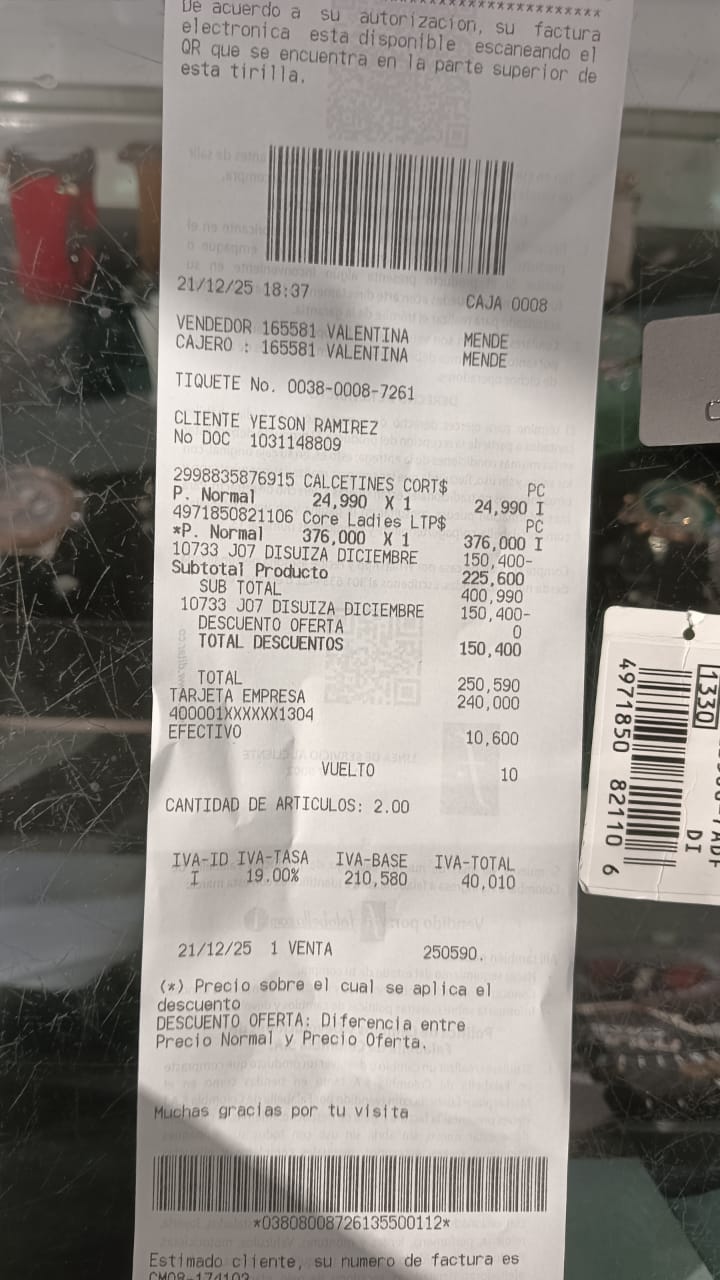 De acuerdo a su autorizacion, su factura
electronica esta disponible escaneando el
QR que se encuentra en la parte superior de
esta tirilla.
21/12/25 18:37 CAJA 0008
VENDEDOR 165581 VALENTINA MENDE
CAJERO : 165581 VALENTINA MENDE
TIQUETE No. 0038-0008-7261
CLIENTE YEISON RAMIREZ
No DOC 1031148809
2998835876915 CALCETINES CORT$ PC
P. Normal 24,990 X 1 24,990 I
4971850821106 Core Ladies LTP$ PC
*P. Normal 376,000 X 1 376,000 I
10733 J07 DISUIZA DICIEMBRE 150,400-
Subtotal Producto 225,600
SUB TOTAL 400,990
10733 J07 DISUIZA DICIEMBRE 150,400-
DESCUENTO OFERTA 0
TOTAL DESCUENTOS 150,400
TOTAL 250,590
TARJETA EMPRESA 240,000
400001XXXXXX1304
EFECTIVO 10,600
VUELTO 10
CANTIDAD DE ARTICULOS: 2.00
IVA-ID IVA-TASA IVA-BASE IVA-TOTAL
I 19.00% 210,580 40,010
21/12/25 1 VENTA 250590.
(*) Precio sobre el cual se aplica el
descuento
DESCUENTO OFERTA: Diferencia entre
Precio Normal y Precio Oferta.
Muchas gracias por tu visita
*03808008726135500112*
Estimado cliente, su numero de factura es
1330
DI
4971850 82110 6